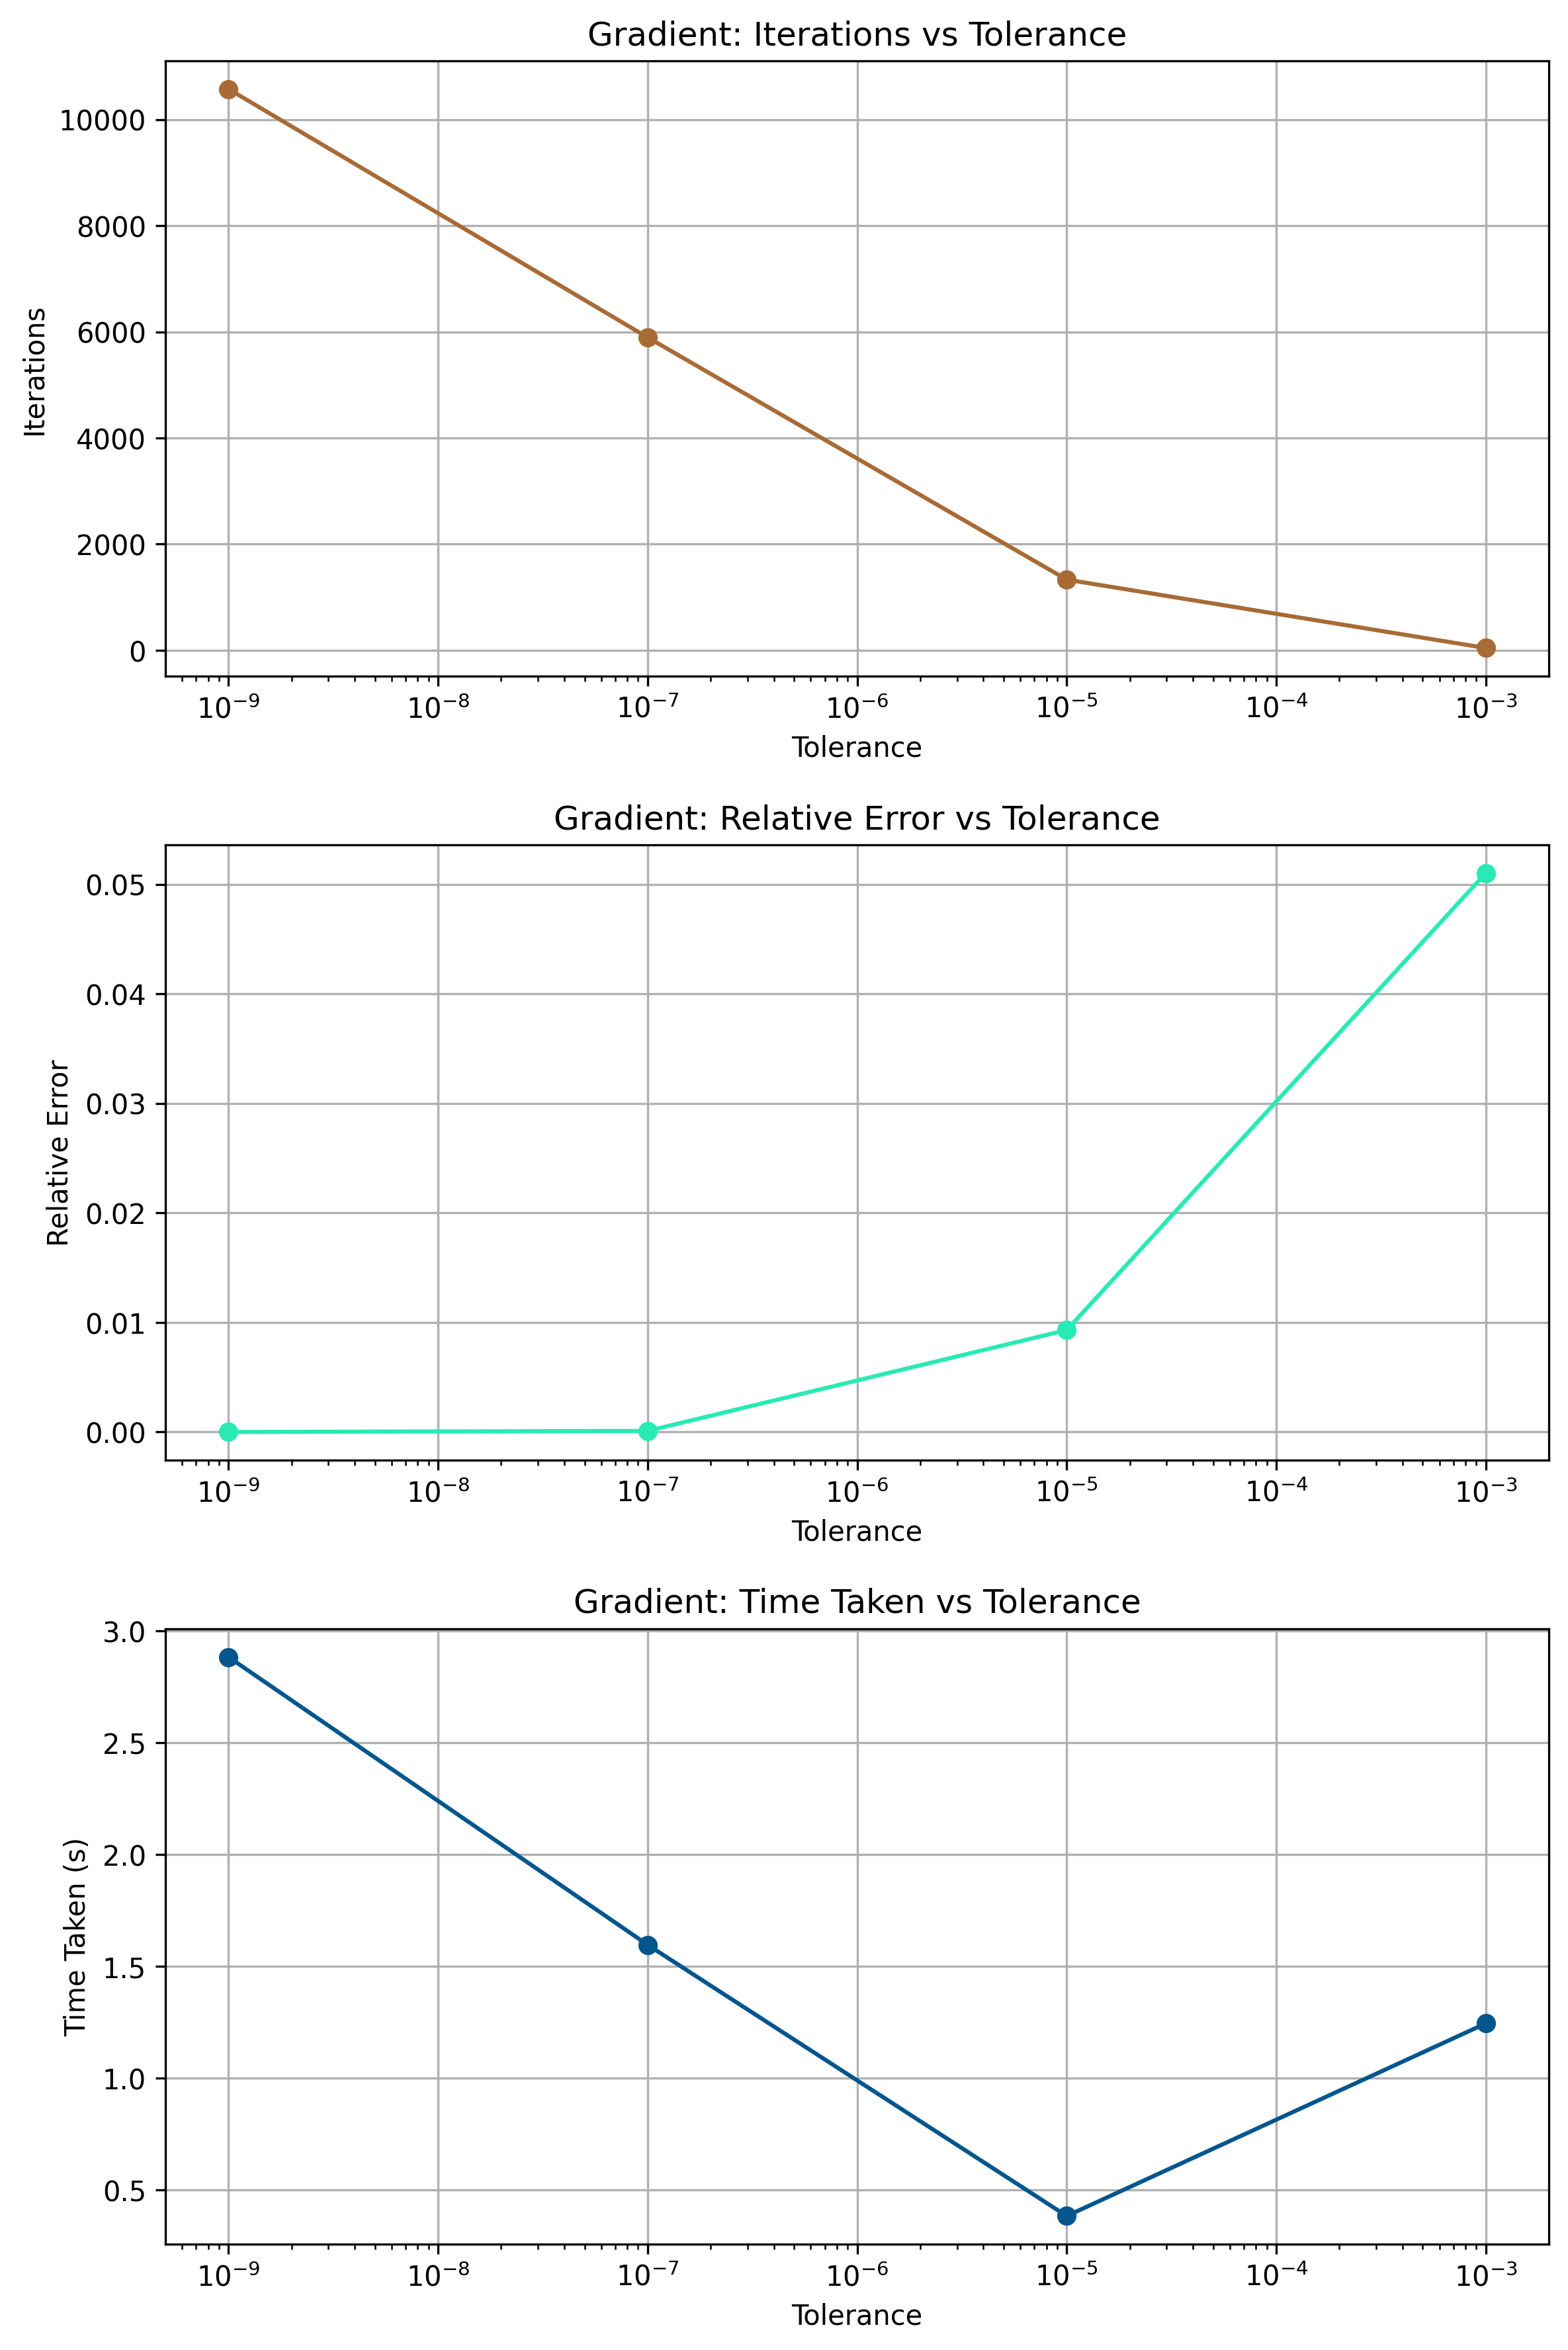 Gradient: Iterations vs Tolerance
10000
8000
6000
4000
2000
0
Iterations
10⁻⁹ 10⁻⁸ 10⁻⁷ 10⁻⁶ 10⁻⁵ 10⁻⁴ 10⁻³
Tolerance
Gradient: Relative Error vs Tolerance
0.05
0.04
0.03
0.02
0.01
0.00
Relative Error
10⁻⁹ 10⁻⁸ 10⁻⁷ 10⁻⁶ 10⁻⁵ 10⁻⁴ 10⁻³
Tolerance
Gradient: Time Taken vs Tolerance
3.0
2.5
2.0
1.5
1.0
0.5
Time Taken (s)
10⁻⁹ 10⁻⁸ 10⁻⁷ 10⁻⁶ 10⁻⁵ 10⁻⁴ 10⁻³
Tolerance